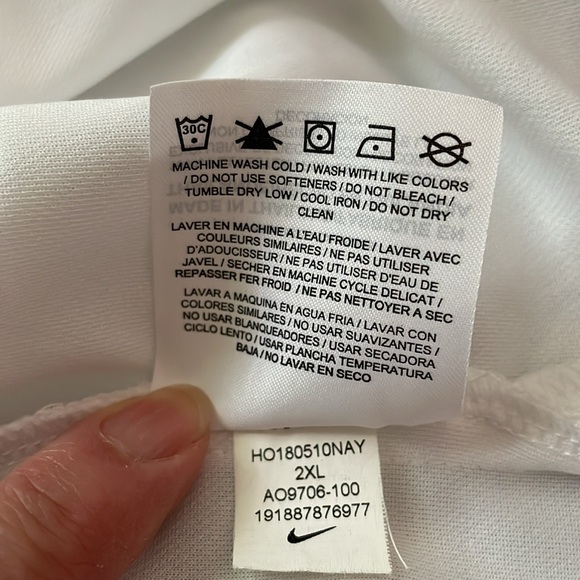 30C
MACHINE WASH COLD / WASH WITH LIKE COLORS
/ DO NOT USE SOFTENERS / DO NOT BLEACH /
TUMBLE DRY LOW / COOL IRON / DO NOT DRY
CLEAN
LAVER EN MACHINE A L'EAU FROIDE / LAVER AVEC
COULEURS SIMILAIRES / NE PAS UTILISER
D'ADOUCISSEUR / NE PAS UTILISER D'EAU DE
JAVEL / SECHER EN MACHINE CYCLE DELICAT /
REPASSER FER FROID / NE PAS NETTOYER A SEC
LAVAR A MAQUINA EN AGUA FRIA / LAVAR CON
COLORES SIMILARES / NO USAR SUAVIZANTES /
NO USAR BLANQUEADORES / USAR SECADORA
CICLO LENTO / USAR PLANCHA TEMPERATURA
BAJA / NO LAVAR EN SECO
HO180510NAY
2XL
AO9706-100
191887876977